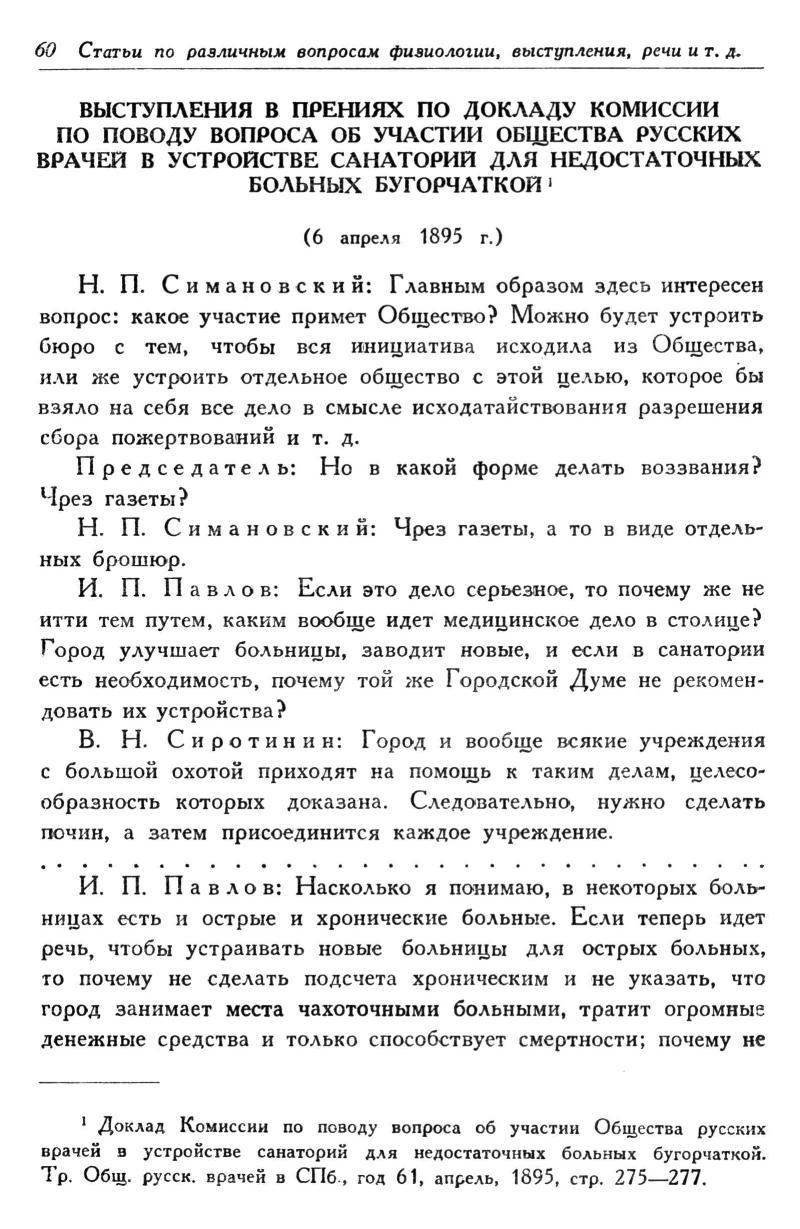 60 Статьи по различным вопросам физиологии, выступления, речи и т. д.
ВЫСТУПЛЕНИЯ В ПРЕНИЯХ ПО ДОКЛАДУ КОМИССИИ
ПО ПОВОДУ ВОПРОСА ОБ УЧАСТИИ ОБЩЕСТВА РУССКИХ
ВРАЧЕЙ В УСТРОЙСТВЕ САНАТОРИЙ ДЛЯ НЕДОСТАТОЧНЫХ
БОЛЬНЫХ БУГОРЧАТКОЙ ¹
(6 апреля 1895 г.)
Н. П. Симановский: Главным образом здесь интересен
вопрос: какое участие примет Общество? Можно будет устроить
бюро с тем, чтобы вся инициатива исходила из Общества,
или же устроить отдельное общество с этой целью, которое бы
взяло на себя все дело в смысле исходатайствования разрешения
сбора пожертвований и т. д.
Председатель: Но в какой форме делать воззвания?
Чрез газеты?
Н. П. Симановский: Чрез газеты, а то в виде отдель-
ных брошюр.
И. П. Павлов: Если это дело серьезное, то почему же не
итти тем путем, каким вообще идет медицинское дело в столице?
Город улучшает больницы, заводит новые, и если в санатории
есть необходимость, почему той же Городской Думе не рекомен-
довать их устройства?
В. Н. Сиротинин: Город и вообще всякие учреждения
с большой охотой приходят на помощь к таким делам, целесо-
образность которых доказана. Следовательно, нужно сделать
почин, а затем присоединится каждое учреждение.
. . . . . . . . . . . . . . . . . . . . . . . . . . . . . .
И. П. Павлов: Насколько я понимаю, в некоторых боль-
ницах есть и острые и хронические больные. Если теперь идет
речь, чтобы устраивать новые больницы для острых больных,
то почему не сделать подсчета хроническим и не указать, что
город занимает места чахоточными больными, тратит огромные
денежные средства и только способствует смертности; почему не
¹ Доклад Комиссии по поводу вопроса об участии Общества русских
врачей в устройстве санаторий для недостаточных больных бугорчаткой.
Тр. Общ. русск. врачей в СПб., год 61, апрель, 1895, стр. 275—277.